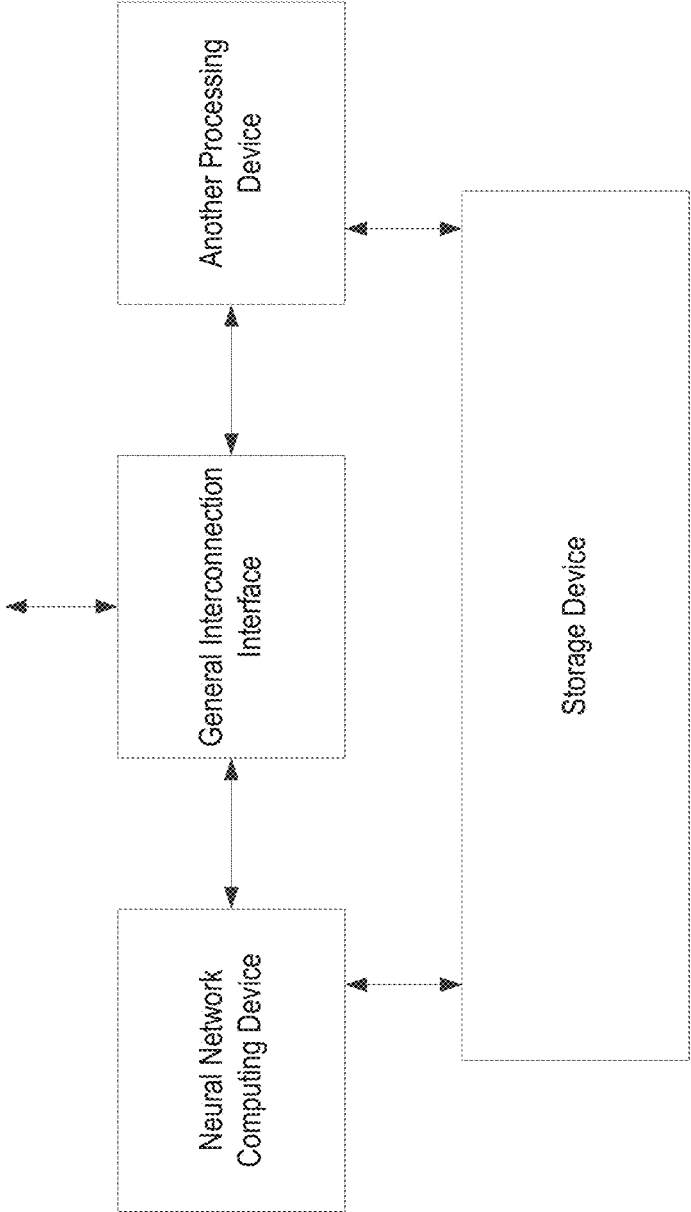 Neural Network
Computing Device
General Interconnection
Interface
Another Processing
Device
Storage Device